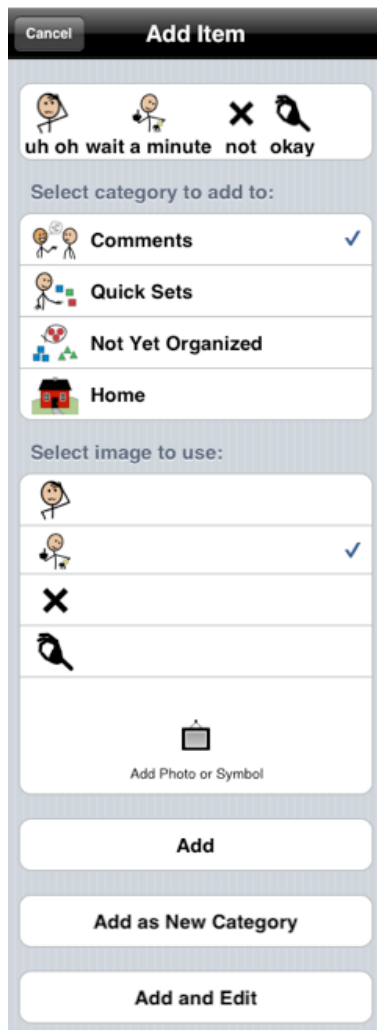 Cancel Add Item
uh oh wait a minute not okay
Select category to add to:
Comments
Quick Sets
Not Yet Organized
Home
Select image to use:
Add Photo or Symbol
Add
Add as New Category
Add and Edit